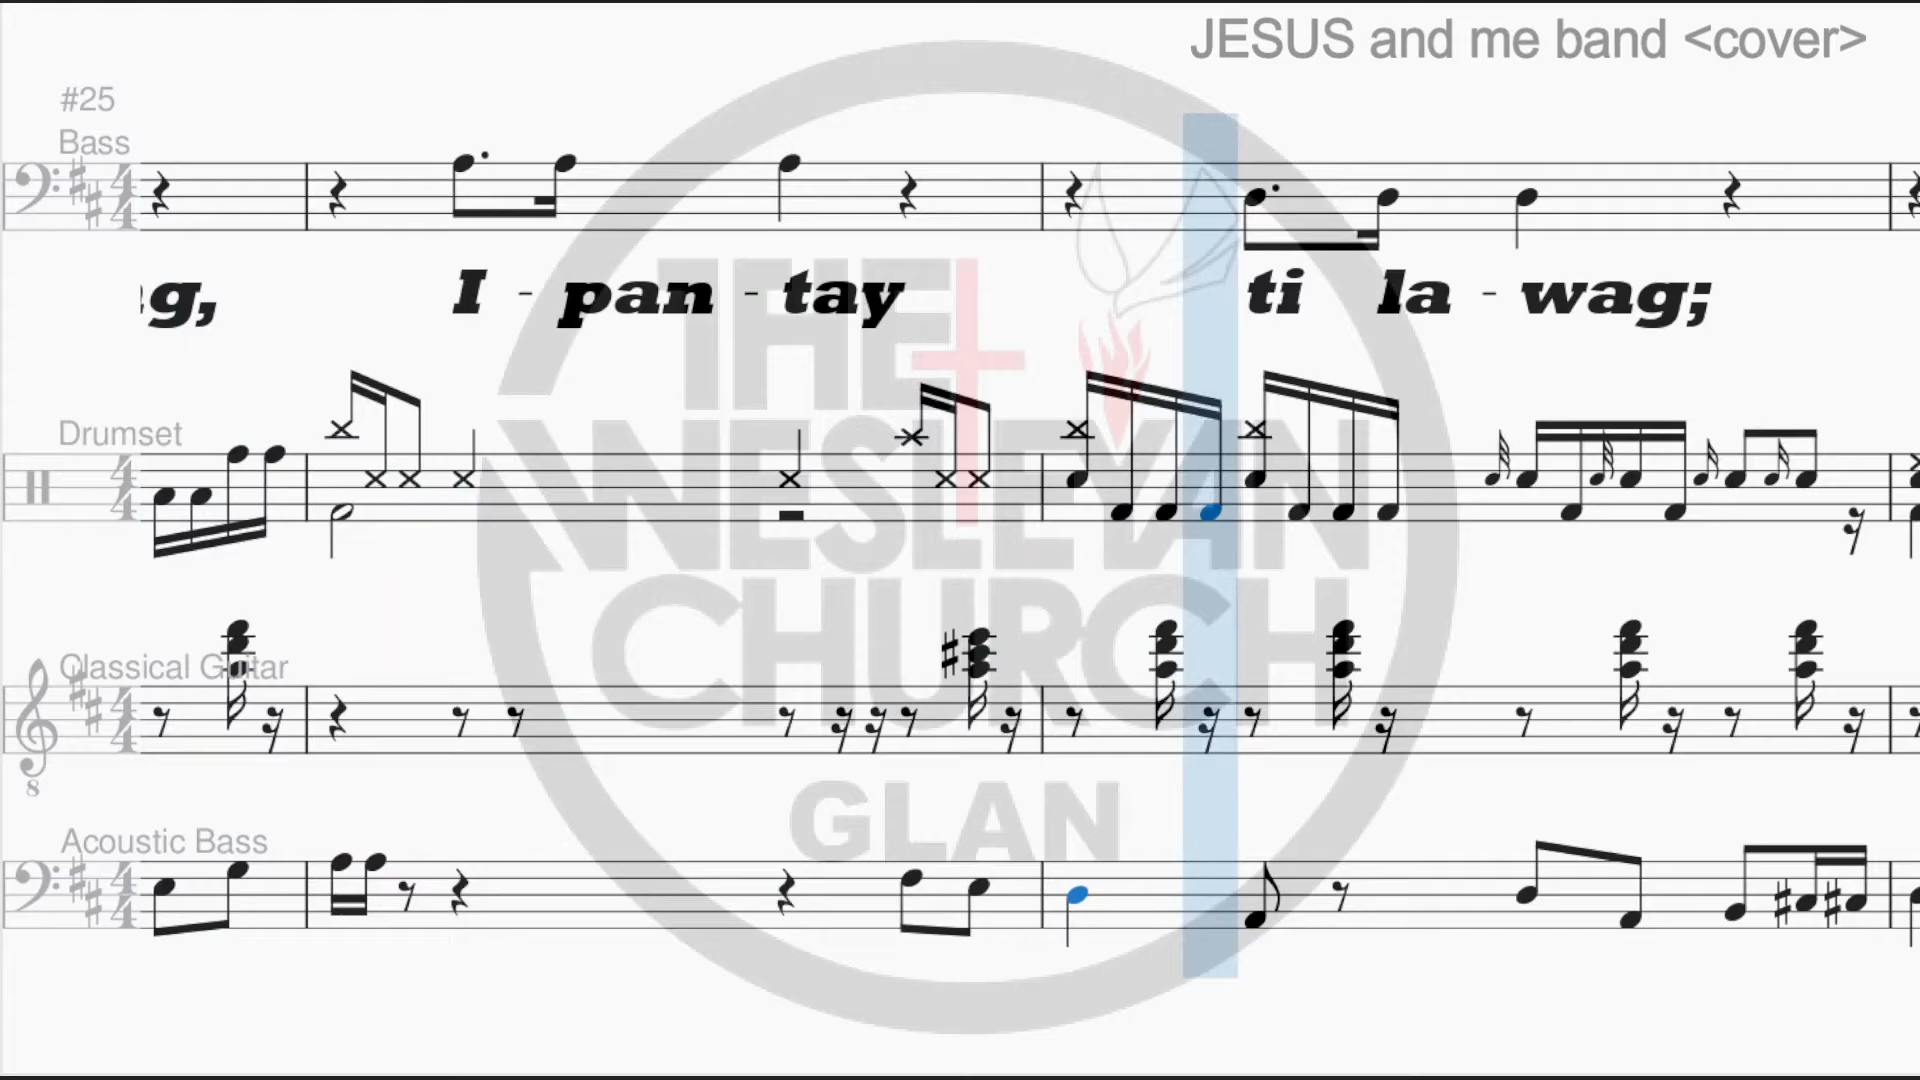 JESUS and me band <cover>
#25
Bass
g, I - pan - tay ti la - wag;
THE
WESLEYAN
CHURCH
GLAN
Drumset
Classical Guitar
Acoustic Bass